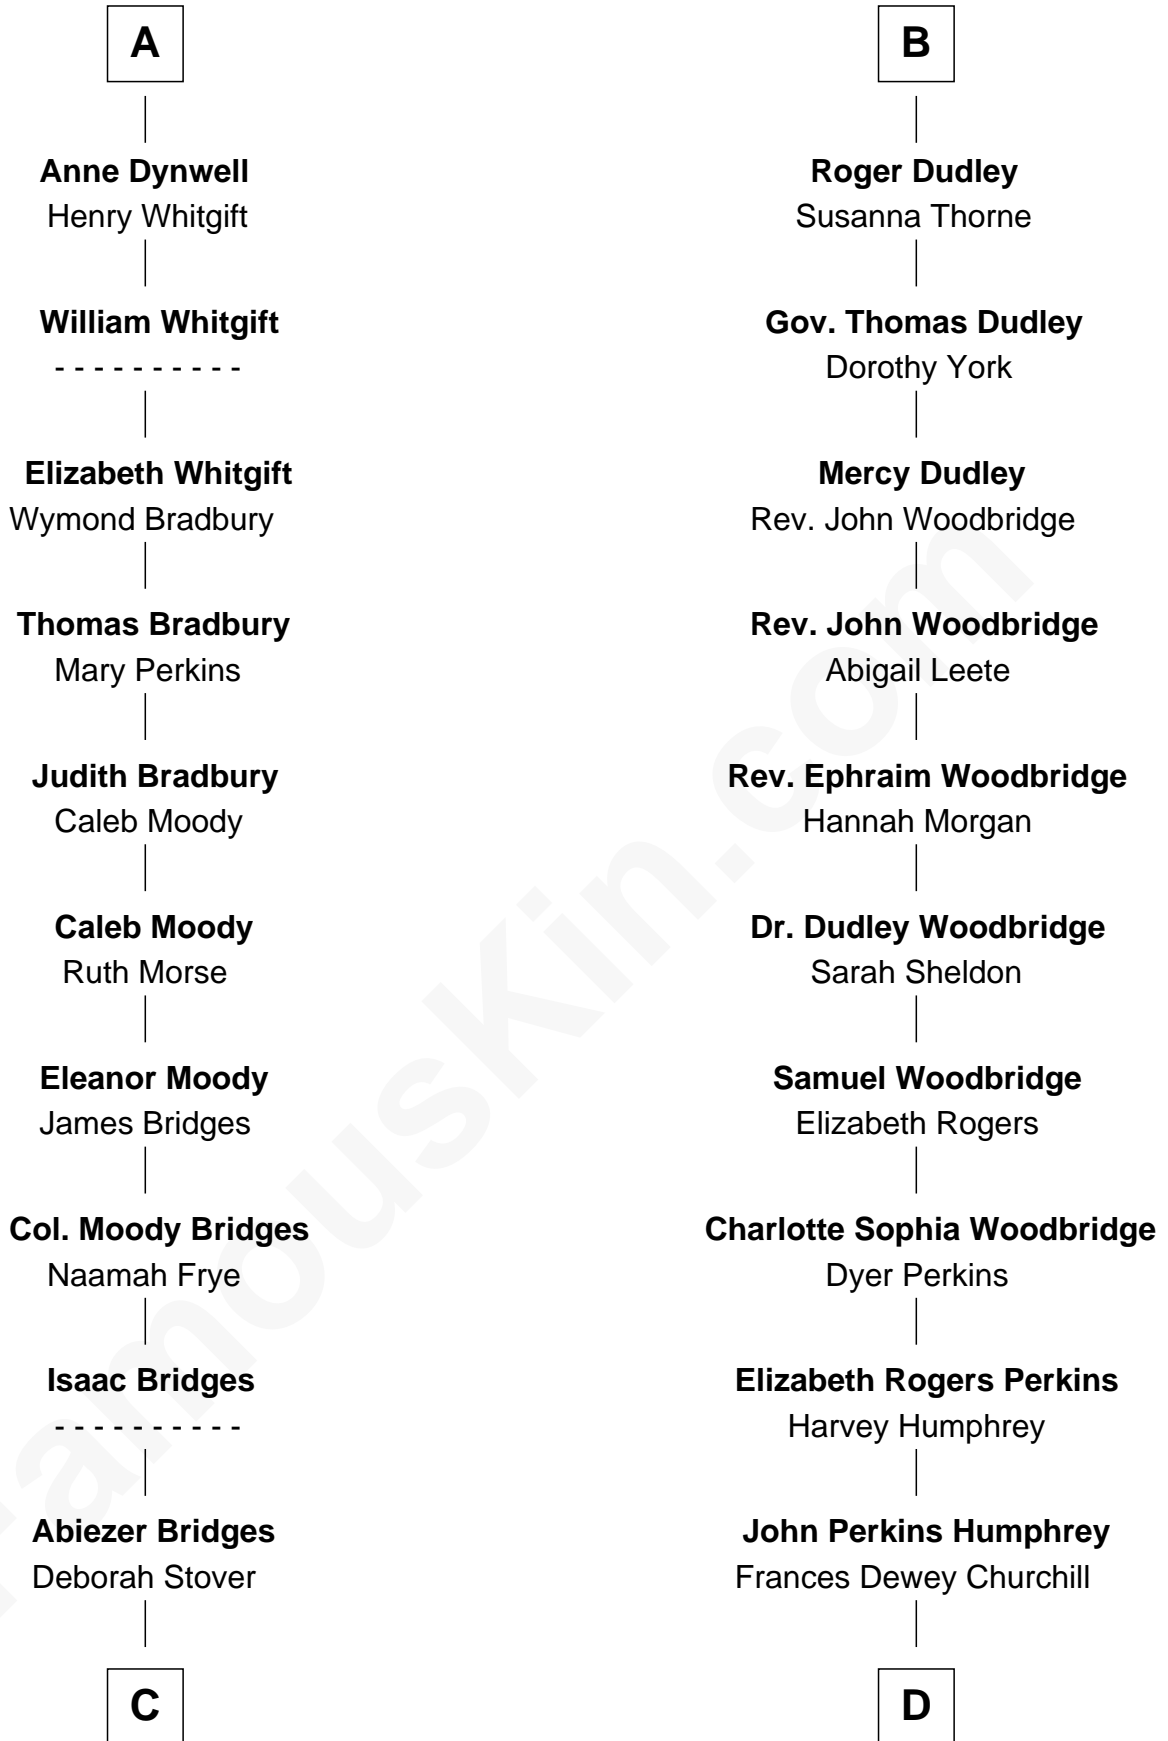 A
Anne Dynwell
Henry Whitgift
William Whitgift
- - - - - - - - - -
Elizabeth Whitgift
Wymond Bradbury
Thomas Bradbury
Mary Perkins
Judith Bradbury
Caleb Moody
Caleb Moody
Ruth Morse
Eleanor Moody
James Bridges
Col. Moody Bridges
Naamah Frye
Isaac Bridges
- - - - - - - - - -
Abiezer Bridges
Deborah Stover
C
B
Roger Dudley
Susanna Thorne
Gov. Thomas Dudley
Dorothy York
Mercy Dudley
Rev. John Woodbridge
Rev. John Woodbridge
Abigail Leete
Rev. Ephraim Woodbridge
Hannah Morgan
Dr. Dudley Woodbridge
Sarah Sheldon
Samuel Woodbridge
Elizabeth Rogers
Charlotte Sophia Woodbridge
Dyer Perkins
Elizabeth Rogers Perkins
Harvey Humphrey
John Perkins Humphrey
Frances Dewey Churchill
D
FamousKin.com